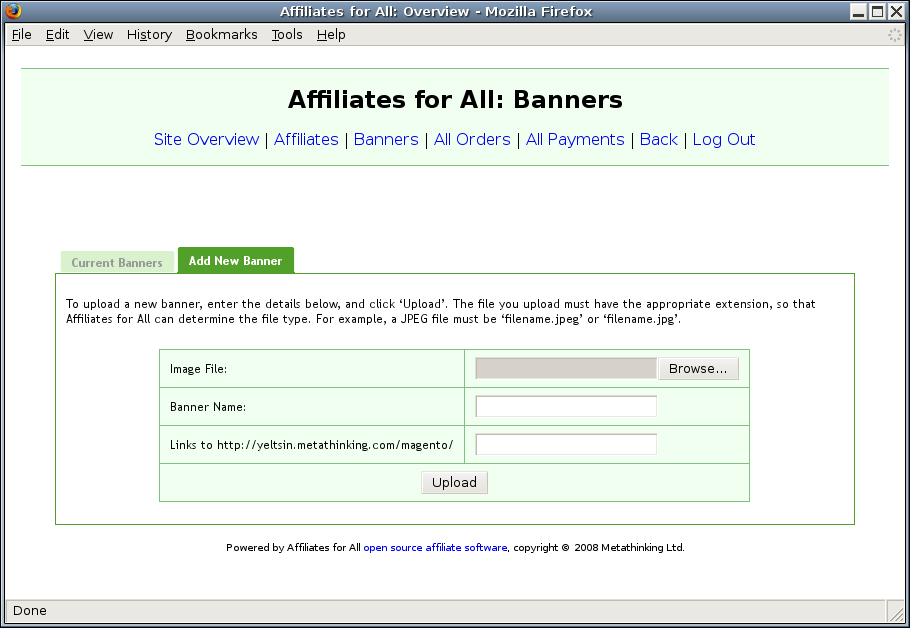 Affiliates for All: Overview - Mozilla Firefox
File Edit View History Bookmarks Tools Help
Affiliates for All: Banners
Site Overview | Affiliates | Banners | All Orders | All Payments | Back | Log Out
Current Banners Add New Banner
To upload a new banner, enter the details below, and click ‘Upload’. The file you upload must have the appropriate extension, so that
Affiliates for All can determine the file type. For example, a JPEG file must be ‘filename.jpeg’ or ‘filename.jpg’.
Image File: Browse...
Banner Name:
Links to http://yeltsin.metathinking.com/magento/
Upload
Powered by Affiliates for All open source affiliate software, copyright © 2008 Metathinking Ltd.
Done